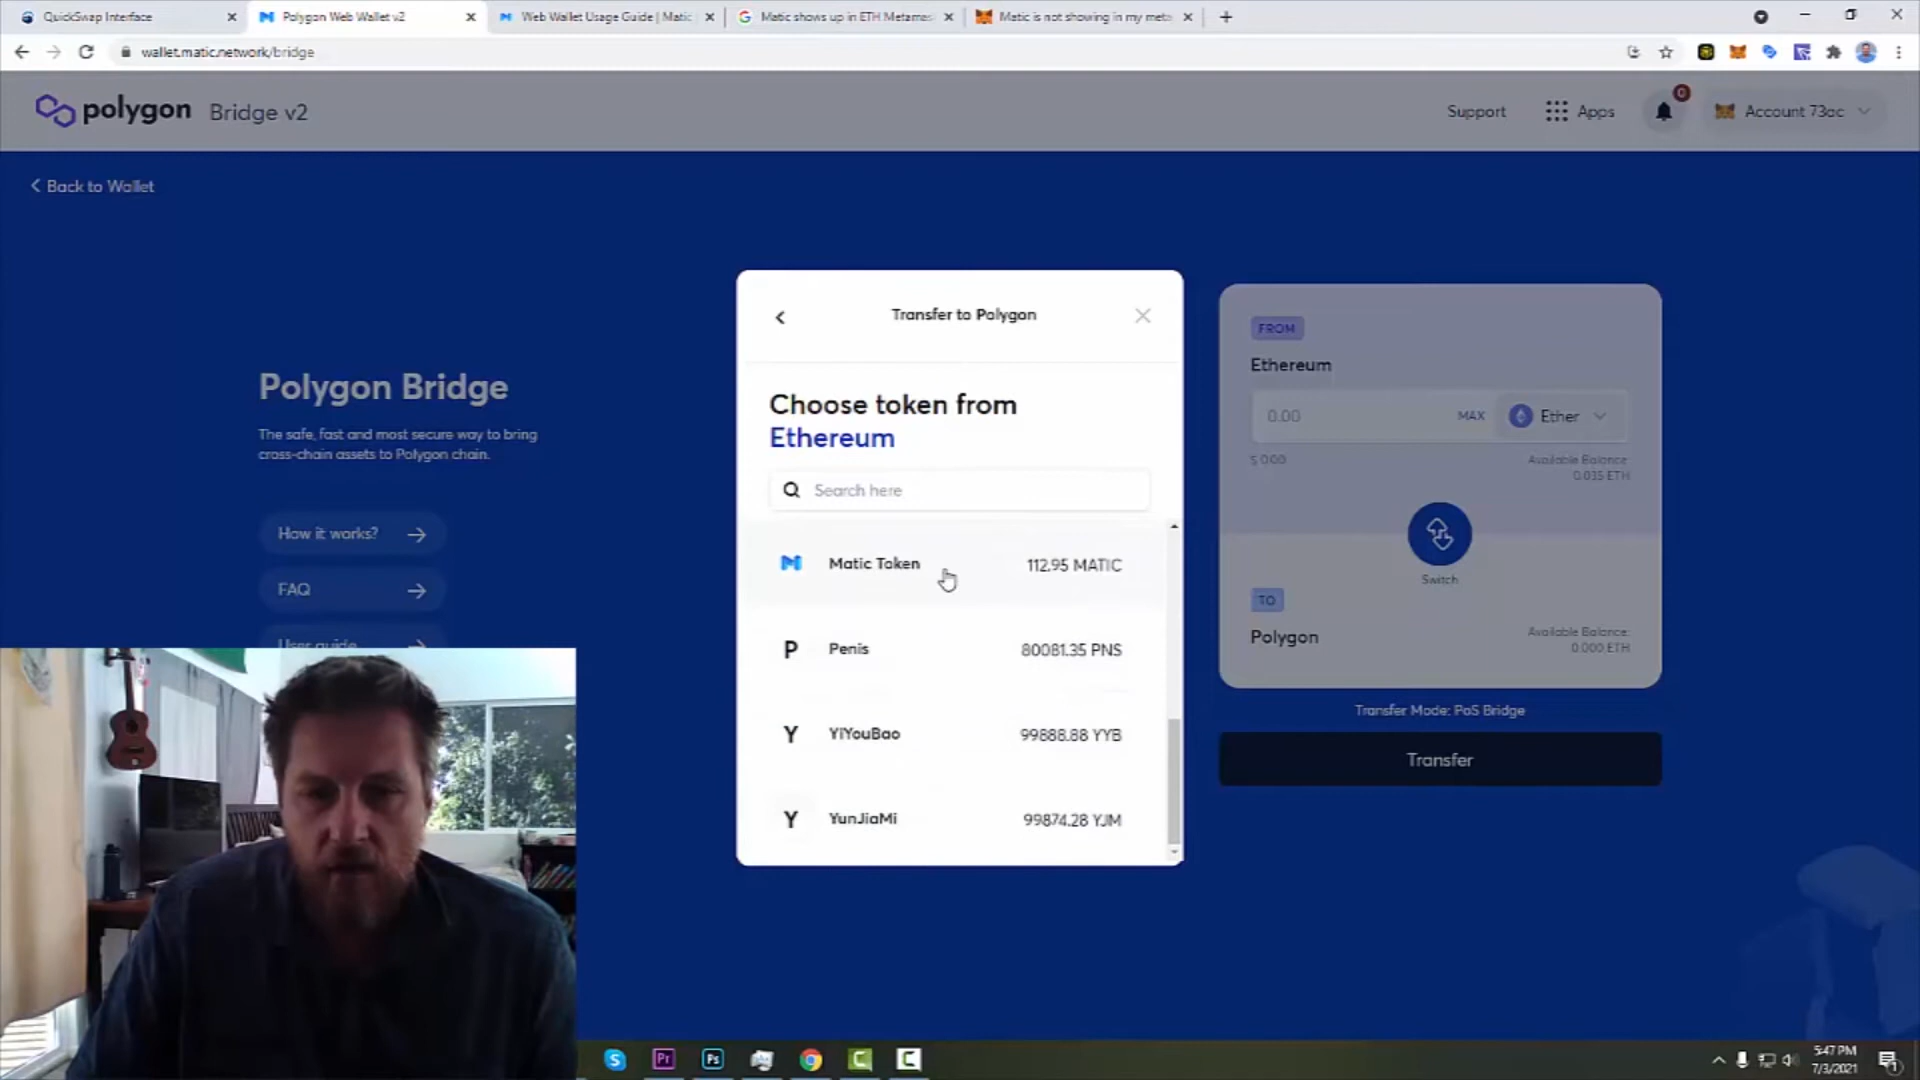 QuickSwap Interface
Polygon Web Wallet v2
Web Wallet Usage Guide | Matic
Matic shows up in ETH Metamas
Matic is not showing in my meta
wallet.matic.network/bridge
polygon Bridge v2
Support
Apps
0
Account 73ac
Back to Wallet
Polygon Bridge
The safe, fast and most secure way to bring
cross-chain assets to Polygon chain.
How it works?
FAQ
User guide
Transfer to Polygon
Choose token from
Ethereum
Search here
Matic Token 112.95 MATIC
P Penis 80081.35 PNS
Y YiYouBao 99888.88 YYB
Y YunJiaMi 99874.28 YJM
FROM
Ethereum
0.00 MAX Ether
$ 0.00 Available Balance:
0.035 ETH
Switch
TO
Polygon Available Balance:
0.000 ETH
Transfer Mode: PoS Bridge
Transfer
5:47 PM
7/3/2021